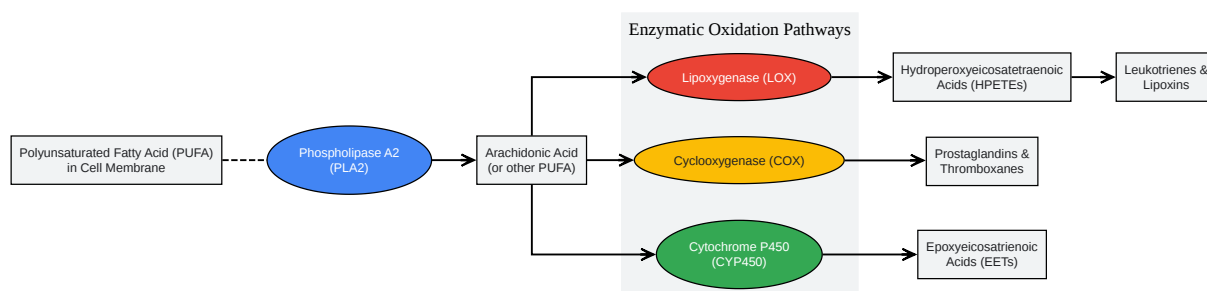 Enzymatic Oxidation Pathways
Lipoxygenase (LOX)
Hydroperoxyeicosatetraenoic
Acids (HPETEs)
Leukotrienes &
Lipoxins
Polyunsaturated Fatty Acid (PUFA)
in Cell Membrane
Phospholipase A2
(PLA2)
Arachidonic Acid
(or other PUFA)
Cyclooxygenase (COX)
Prostaglandins &
Thromboxanes
Cytochrome P450
(CYP450)
Epoxyeicosatrienoic
Acids (EETs)